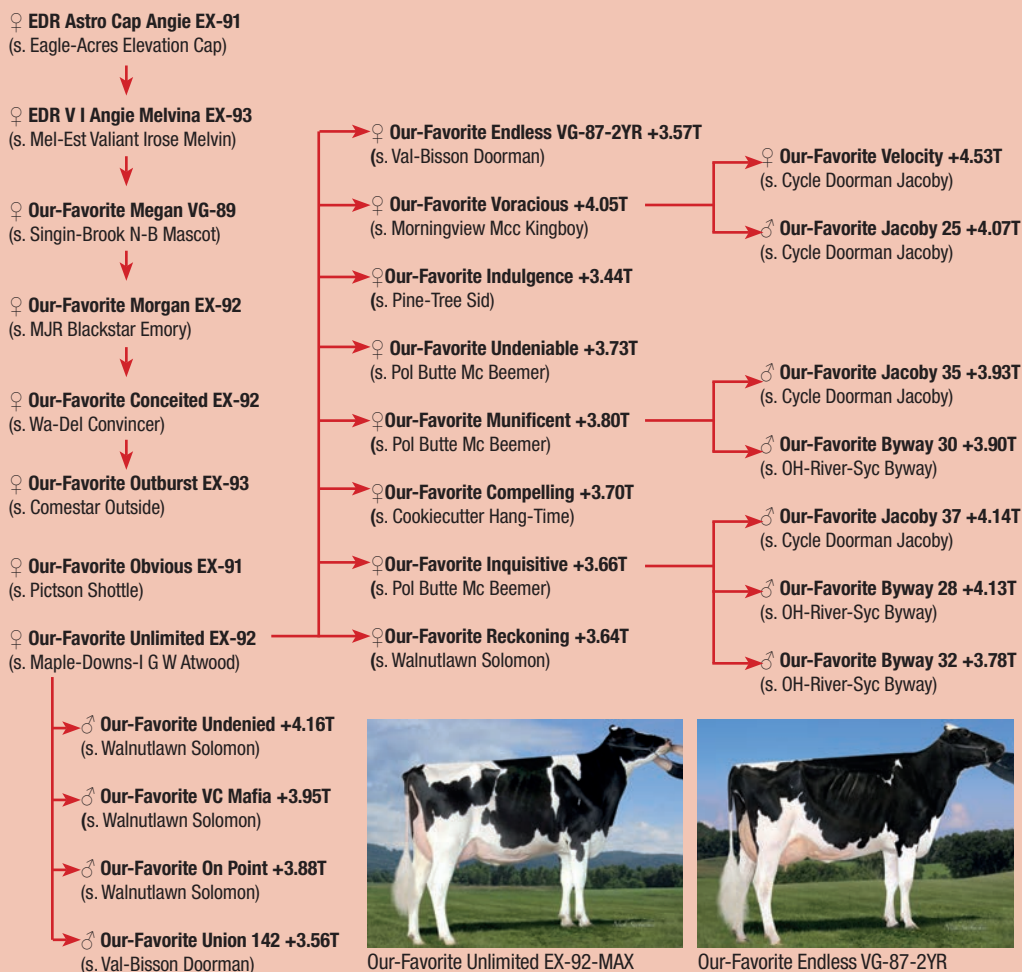 ♀ EDR Astro Cap Angie EX-91
(s. Eagle-Acres Elevation Cap)
♀ EDR V I Angie Melvina EX-93
(s. Mel-Est Valiant Irose Melvin)
♀ Our-Favorite Megan VG-89
(s. Singin-Brook N-B Mascot)
♀ Our-Favorite Morgan EX-92
(s. MJR Blackstar Emory)
♀ Our-Favorite Conceited EX-92
(s. Wa-Del Convincer)
♀ Our-Favorite Outburst EX-93
(s. Comestar Outside)
♀ Our-Favorite Obvious EX-91
(s. Pictson Shottle)
♀ Our-Favorite Unlimited EX-92
(s. Maple-Downs-I G W Atwood)
♂ Our-Favorite Undenied +4.16T
(s. Walnutlawn Solomon)
♂ Our-Favorite VC Mafia +3.95T
(s. Walnutlawn Solomon)
♂ Our-Favorite On Point +3.88T
(s. Walnutlawn Solomon)
♂ Our-Favorite Union 142 +3.56T
(s. Val-Bisson Doorman)
♀ Our-Favorite Endless VG-87-2YR +3.57T
(s. Val-Bisson Doorman)
♀ Our-Favorite Voracious +4.05T
(s. Morningview Mcc Kingboy)
♀ Our-Favorite Indulgence +3.44T
(s. Pine-Tree Sid)
♀ Our-Favorite Undeniable +3.73T
(s. Pol Butte Mc Beemer)
♀ Our-Favorite Munificent +3.80T
(s. Pol Butte Mc Beemer)
♀ Our-Favorite Compelling +3.70T
(s. Cookiecutter Hang-Time)
♀ Our-Favorite Inquisitive +3.66T
(s. Pol Butte Mc Beemer)
♀ Our-Favorite Reckoning +3.64T
(s. Walnutlawn Solomon)
♀ Our-Favorite Velocity +4.53T
(s. Cycle Doorman Jacoby)
♂ Our-Favorite Jacoby 25 +4.07T
(s. Cycle Doorman Jacoby)
♂ Our-Favorite Jacoby 35 +3.93T
(s. Cycle Doorman Jacoby)
♂ Our-Favorite Byway 30 +3.90T
(s. OH-River-Syc Byway)
♂ Our-Favorite Jacoby 37 +4.14T
(s. Cycle Doorman Jacoby)
♂ Our-Favorite Byway 28 +4.13T
(s. OH-River-Syc Byway)
♂ Our-Favorite Byway 32 +3.78T
(s. OH-River-Syc Byway)
Our-Favorite Unlimited EX-92-MAX
Our-Favorite Endless VG-87-2YR